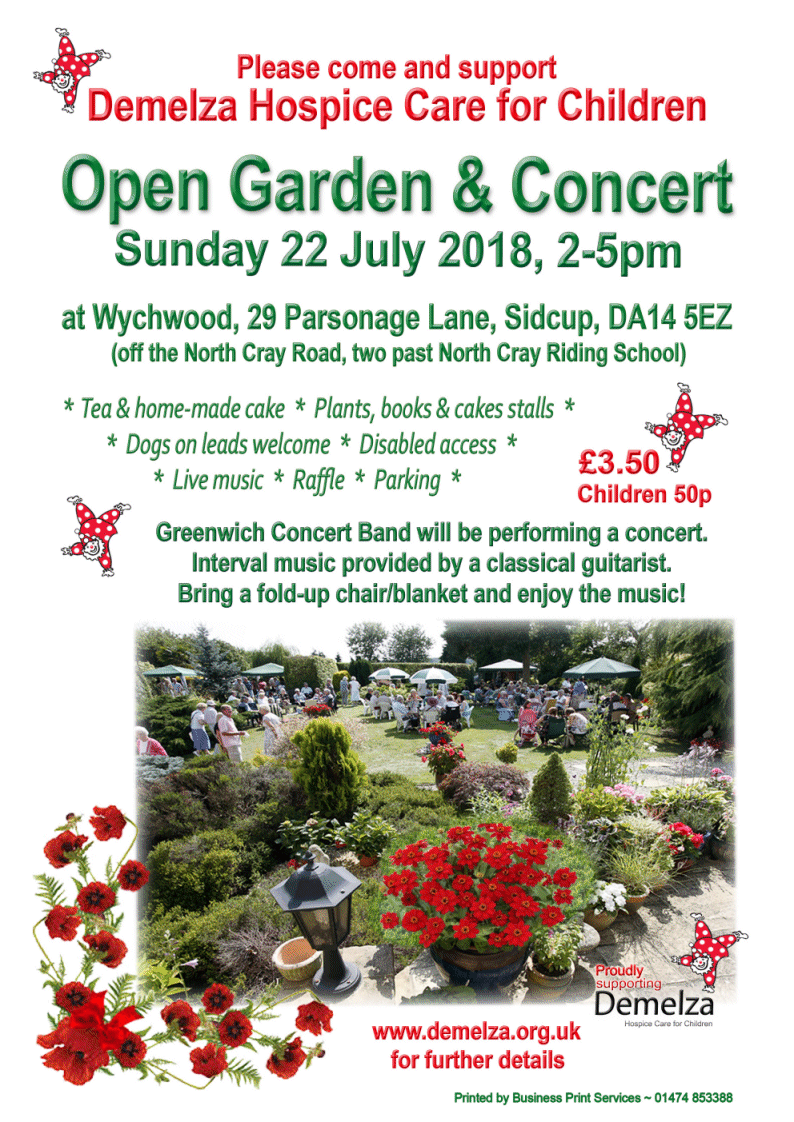 Please come and support
Demelza Hospice Care for Children
Open Garden & Concert
Sunday 22 July 2018, 2-5pm
at Wychwood, 29 Parsonage Lane, Sidcup, DA14 5EZ
(off the North Cray Road, two past North Cray Riding School)
* Tea & home-made cake * Plants, books & cakes stalls *
* Dogs on leads welcome * Disabled access *
* Live music * Raffle * Parking *
£3.50
Children 50p
Greenwich Concert Band will be performing a concert.
Interval music provided by a classical guitarist.
Bring a fold-up chair/blanket and enjoy the music!
Proudly
supporting
Demelza
Hospice Care for Children
www.demelza.org.uk
for further details
Printed by Business Print Services ~ 01474 853388